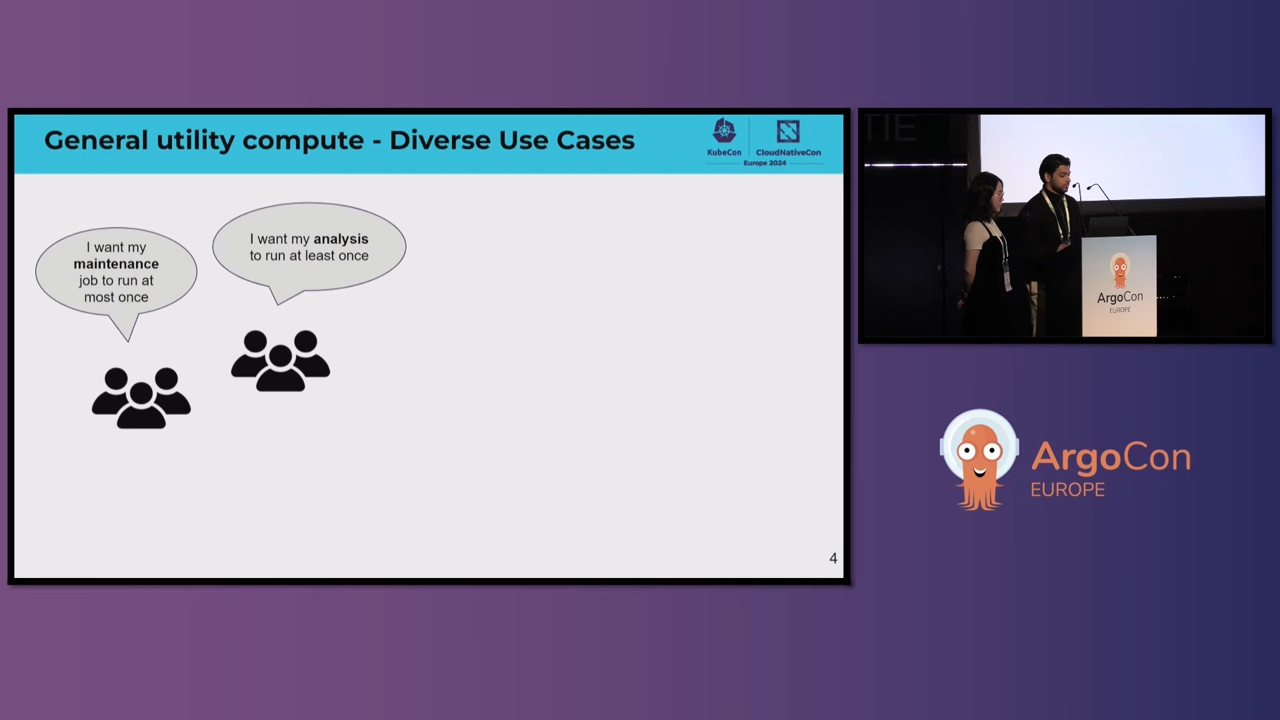 General utility compute - Diverse Use Cases
KubeCon
CloudNativeCon
Europe 2024
I want my
maintenance
job to run at
most once
I want my analysis
to run at least once
4
TIE
ArgoCon
EUROPE
ArgoCon
EUROPE